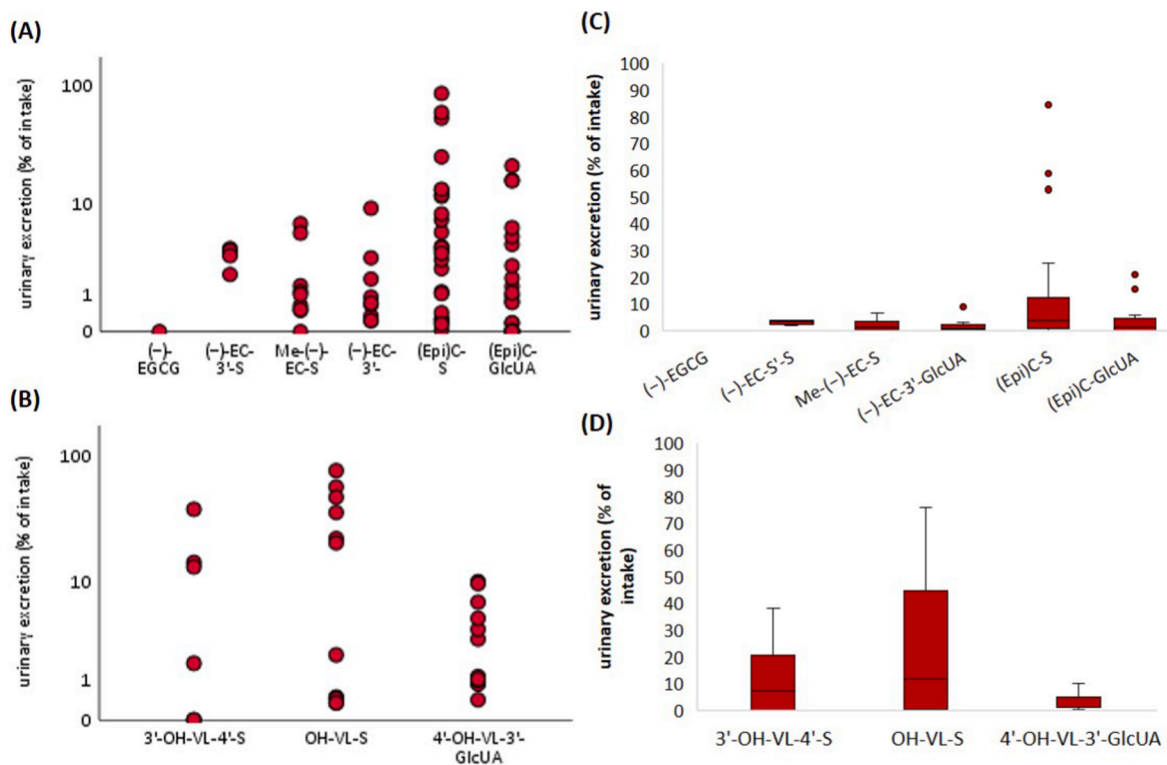 (A)
urinary excretion (% of intake)
100
10
1
0
(−)-
EGCG
(−)-EC-
3'-S
Me-(−)-
EC-S
(−)-EC-
3'-
(Epi)C-
S
(Epi)C-
GlcUA
(B)
urinary excretion (% of intake)
100
10
1
0
3'-OH-VL-4'-S
OH-VL-S
4'-OH-VL-3'-
GlcUA
(C)
urinary excretion (% of intake)
100
90
80
70
60
50
40
30
20
10
0
(−)-EGCG
(−)-EC-S'-S
Me-(−)-EC-S
(−)-EC-3'-GlcUA
(Epi)C-S
(Epi)C-GlcUA
(D)
urinary excretion (% of
intake)
100
90
80
70
60
50
40
30
20
10
0
3'-OH-VL-4'-S
OH-VL-S
4'-OH-VL-3'-GlcUA